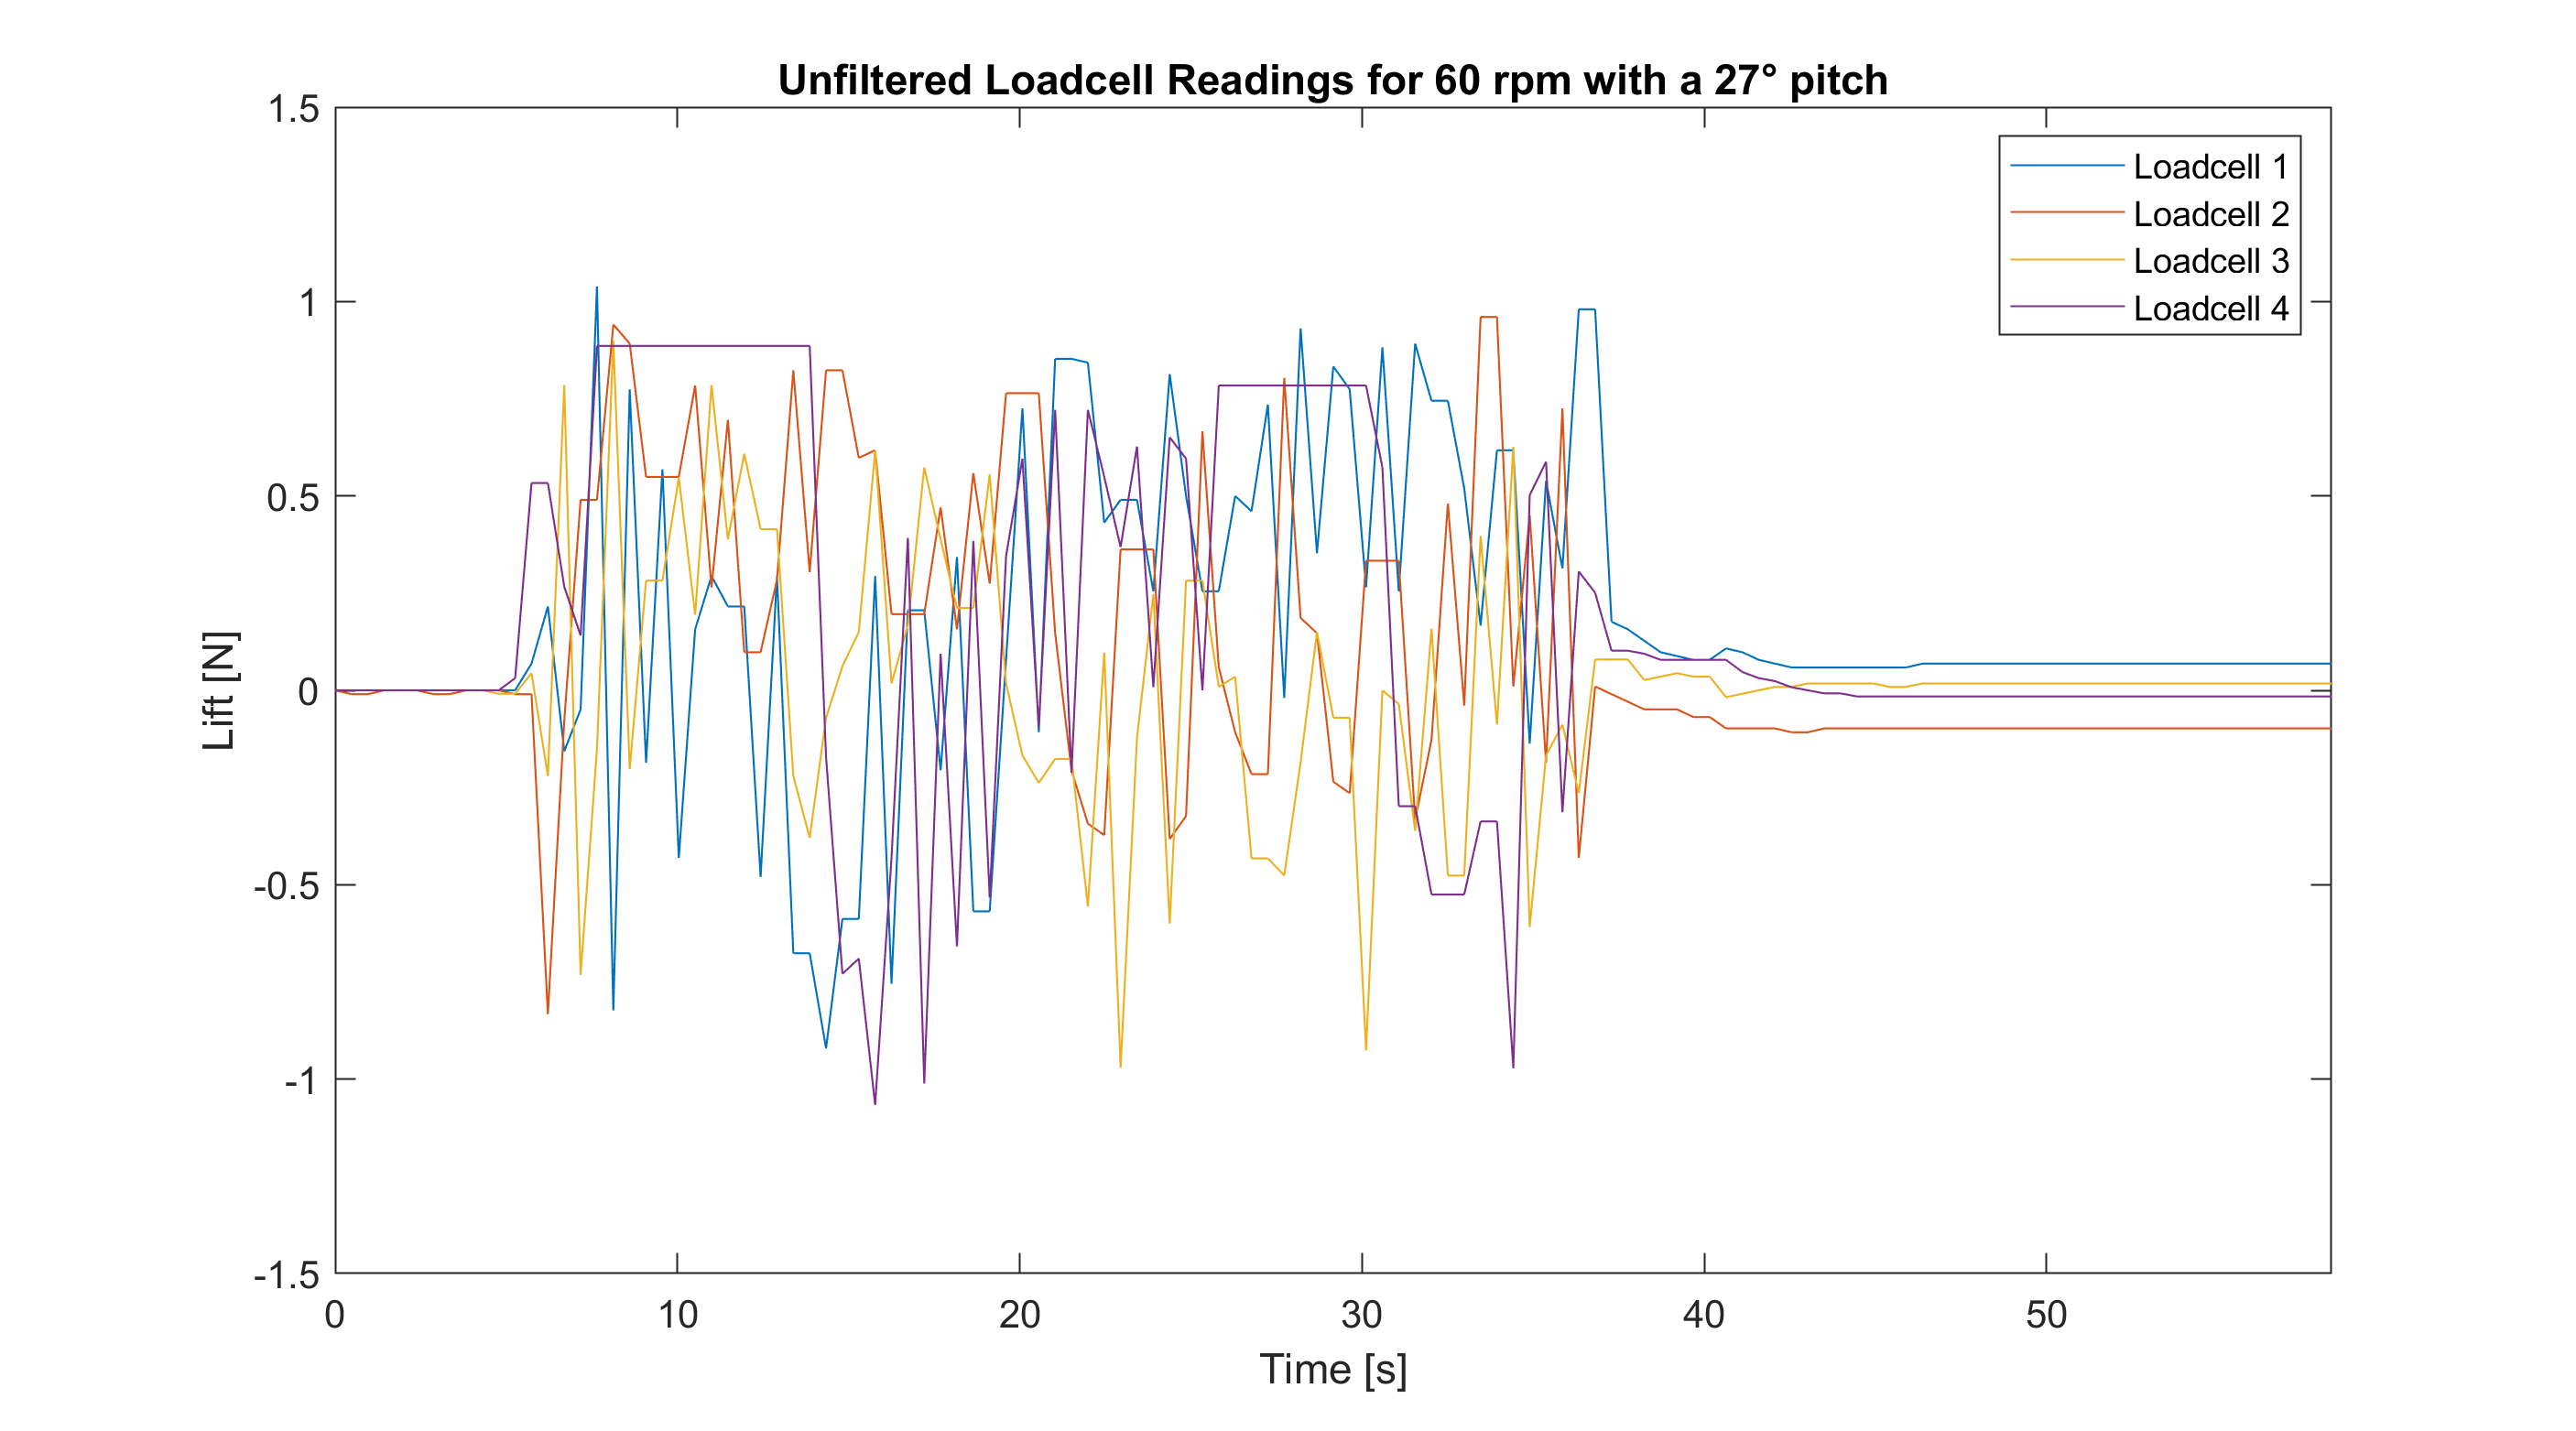 Unfiltered Loadcell Readings for 60 rpm with a 27° pitch
1.5
1
0.5
0
-0.5
-1
-1.5
Lift [N]
Loadcell 1
Loadcell 2
Loadcell 3
Loadcell 4
0 10 20 30 40 50
Time [s]